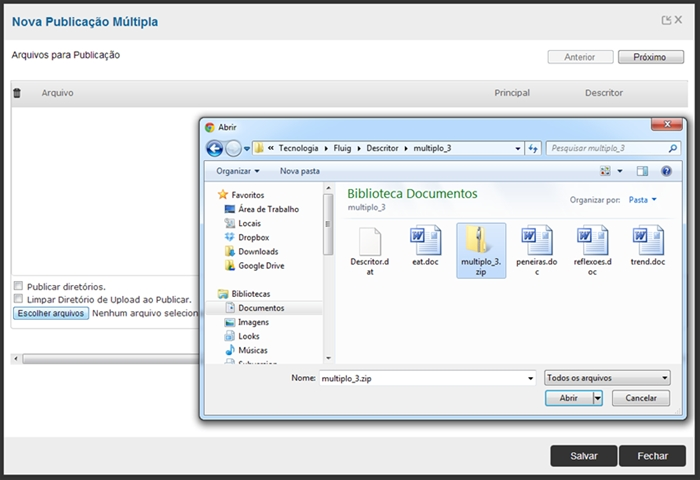 Nova Publicação Múltipla
Arquivos para Publicação
Anterior
Próximo
Arquivo
Principal
Descritor
Abrir
« Tecnologia ▸ Fluig ▸ Descritor ▸ multiplo_3
Pesquisar multiplo_3
Organizar
Nova pasta
Favoritos
Área de Trabalho
Locais
Dropbox
Downloads
Google Drive
Bibliotecas
Documentos
Imagens
Looks
Músicas
Subversion
Biblioteca Documentos
multiplo_3
Organizar por:
Pasta
Descritor.d
at
eat.doc
multiplo_3.
zip
peneiras.do
c
reflexoes.d
oc
trend.doc
Publicar diretórios.
Limpar Diretório de Upload ao Publicar.
Escolher arquivos
Nenhum arquivo selecion
Nome:
multiplo_3.zip
Todos os arquivos
Abrir
Cancelar
Salvar
Fechar